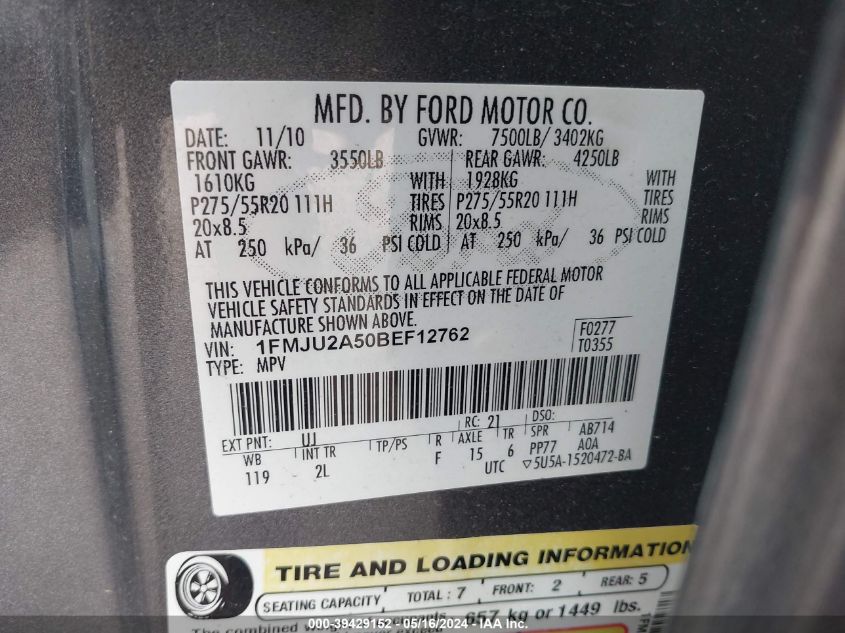 MFD. BY FORD MOTOR CO.
DATE: 11/10 GVWR: 7500LB/ 3402KG
FRONT GAWR: 3550LB REAR GAWR: 4250LB
1610KG WITH 1928KG WITH
P275/55R20 111H TIRES P275/55R20 111H TIRES
20x8.5 RIMS 20x8.5 RIMS
AT 250 kPa/ 36 PSI COLD AT 250 kPa/ 36 PSI COLD
THIS VEHICLE CONFORMS TO ALL APPLICABLE FEDERAL MOTOR
VEHICLE SAFETY STANDARDS IN EFFECT ON THE DATE OF
MANUFACTURE SHOWN ABOVE.
VIN: 1FMJU2A50BEF12762 F0277
TYPE: MPV T0355
EXT PNT: UJ RC: 21 DSO:
WB INT TR TP/PS R AXLE TR SPR AB714
119 2L F 15 6 PP77 A0A
UTC ▽5U5A-1520472-BA
TIRE AND LOADING INFORMATION
SEATING CAPACITY TOTAL: 7 FRONT: 2 REAR: 5
The combined 657 kg or 1449 lbs.
000-39429152 - 05/16/2024 - IAA Inc.